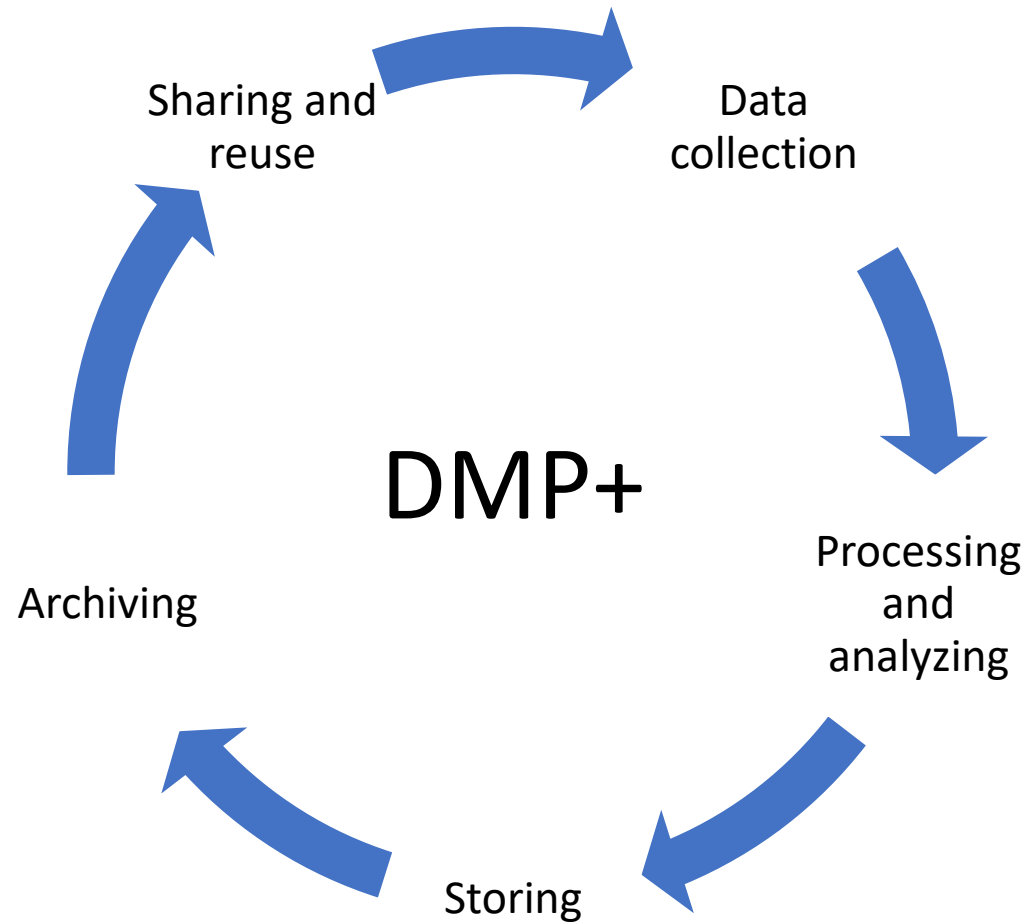 Sharing and
reuse
Data
collection
DMP+
Processing
and
analyzing
Archiving
Storing